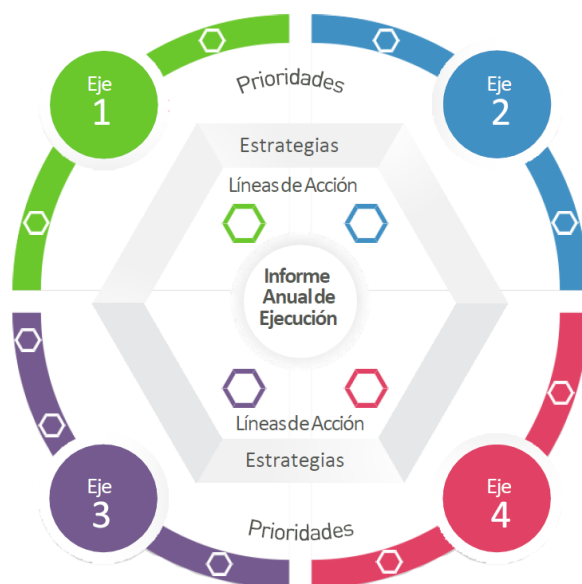 Eje
1
Prioridades
Eje
2
Estrategias
Líneas de Acción
Informe
Anual de
Ejecución
Líneas de Acción
Estrategias
Eje
3
Prioridades
Eje
4